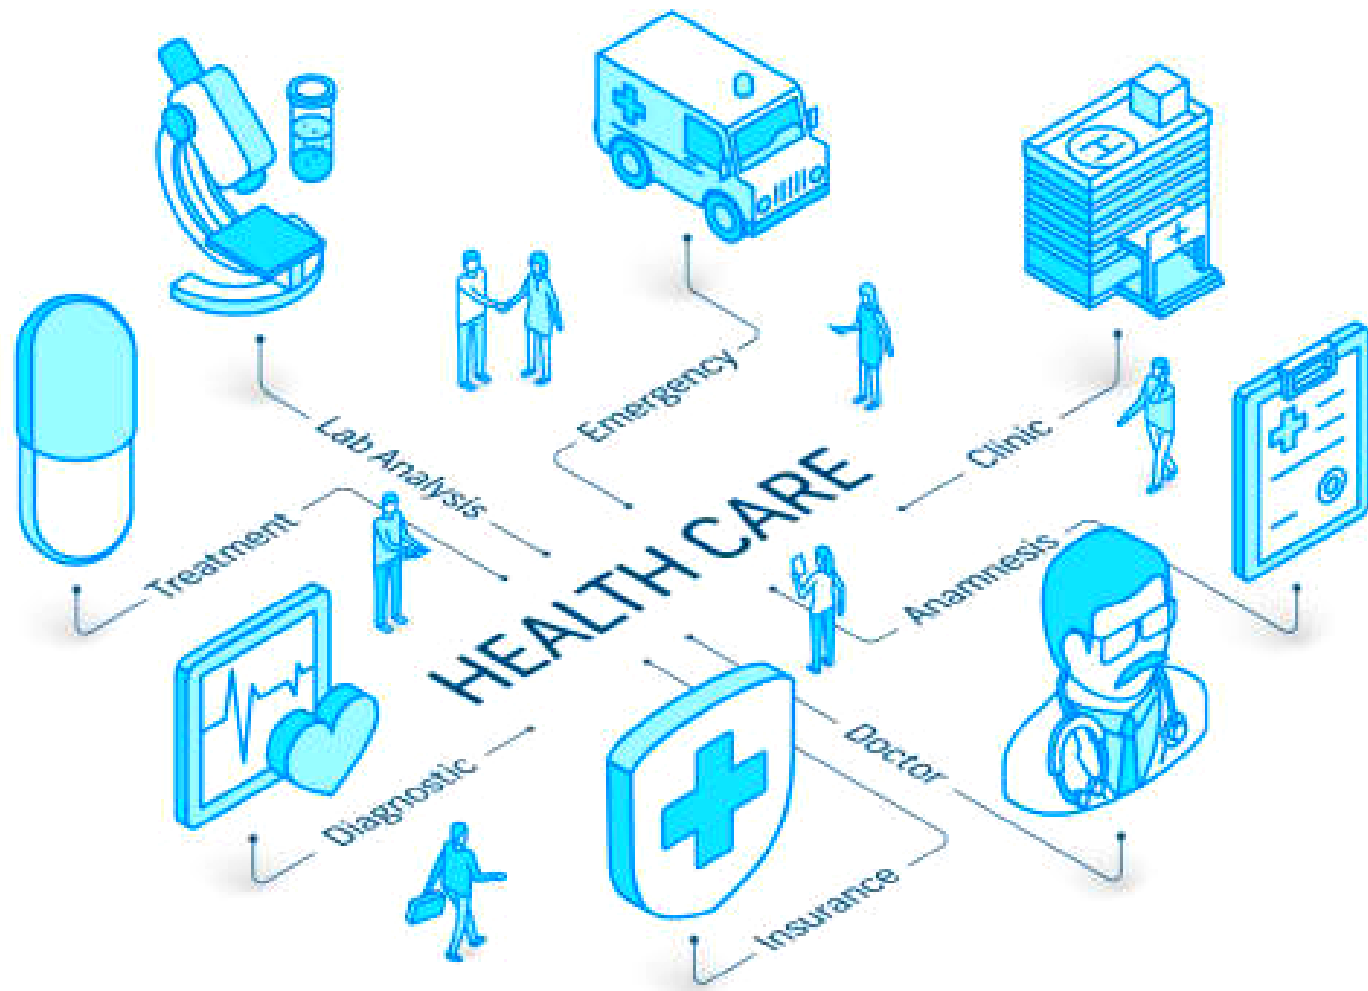 Lab Analysis
Emergency
Clinic
Treatment
HEALTH CARE
Anamnesis
Diagnostic
Doctor
Insurance
H